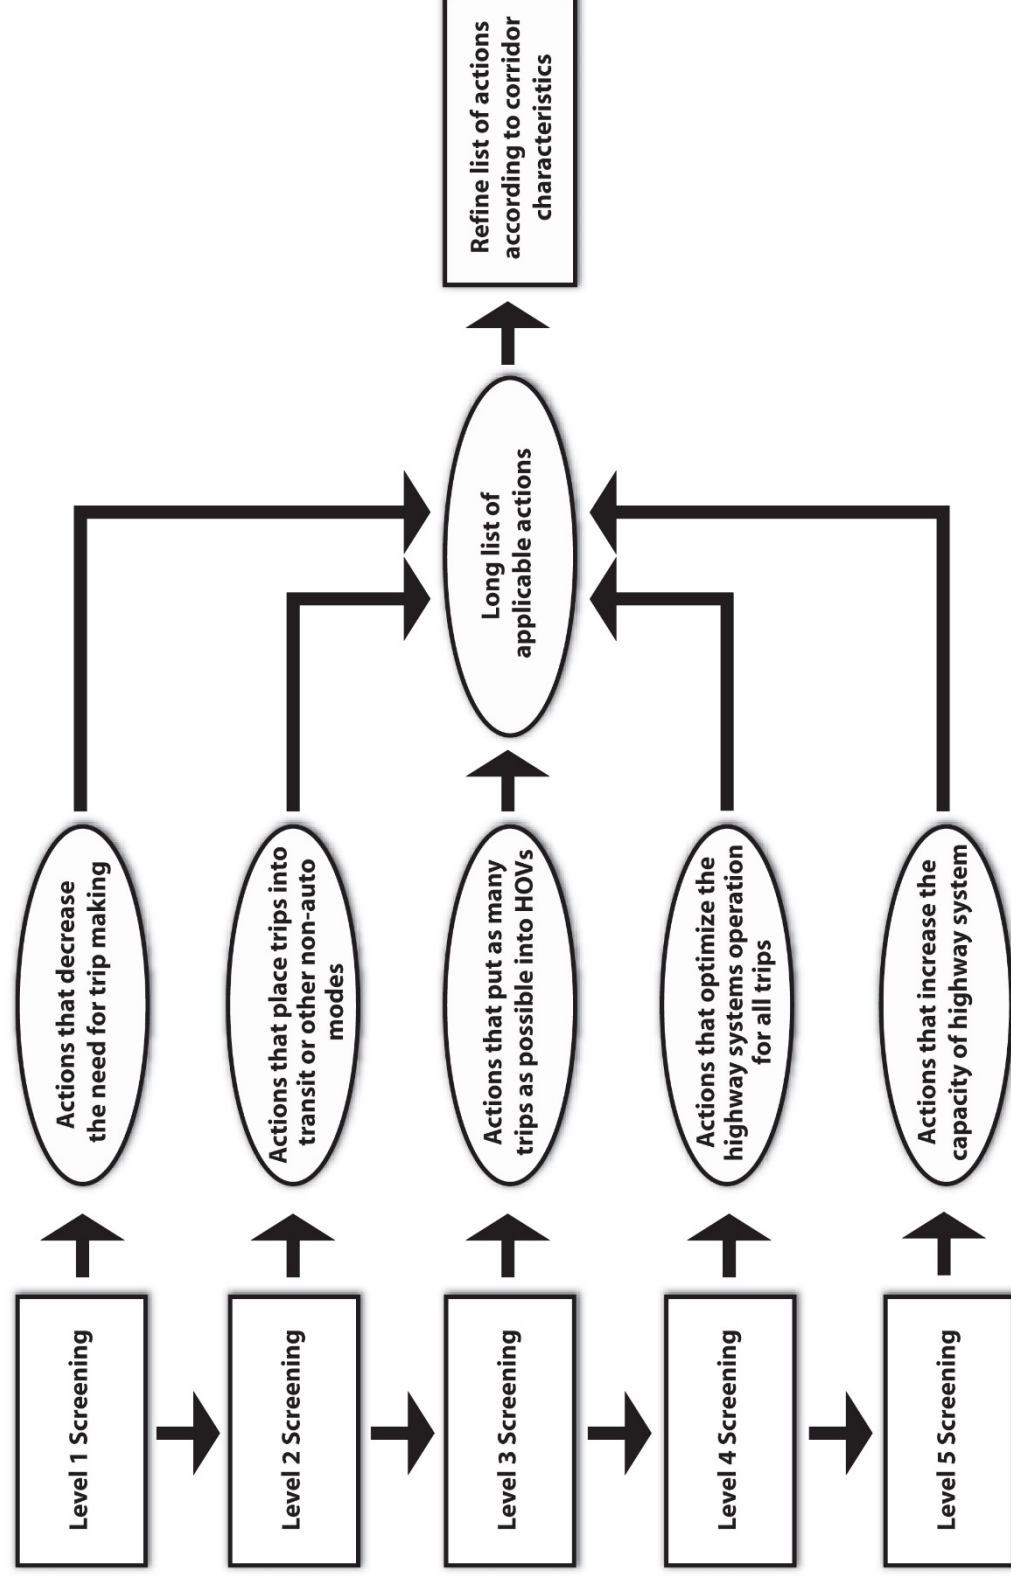 Level 1 Screening
Actions that decrease
the need for trip making
Level 2 Screening
Actions that place trips into
transit or other non-auto
modes
Level 3 Screening
Actions that put as many
trips as possible into HOVs
Long list of
applicable actions
Refine list of actions
according to corridor
characteristics
Level 4 Screening
Actions that optimize the
highway systems operation
for all trips
Level 5 Screening
Actions that increase the
capacity of highway system